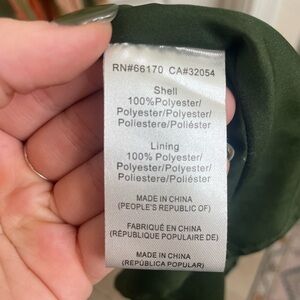 RN#66170 CA#32054
Shell
100%Polyester/
Polyester/Polyester/
Poliestere/Poliéster
Lining
100% Polyester/
Polyester/Polyester/
Poliestere/Poliéster
MADE IN CHINA
(PEOPLE'S REPUBLIC OF)
FABRIQUÉ EN CHINA
(RÉPUBLIQUE POPULAIRE DE)
MADE IN CHINA
(REPÚBLICA POPULAR)